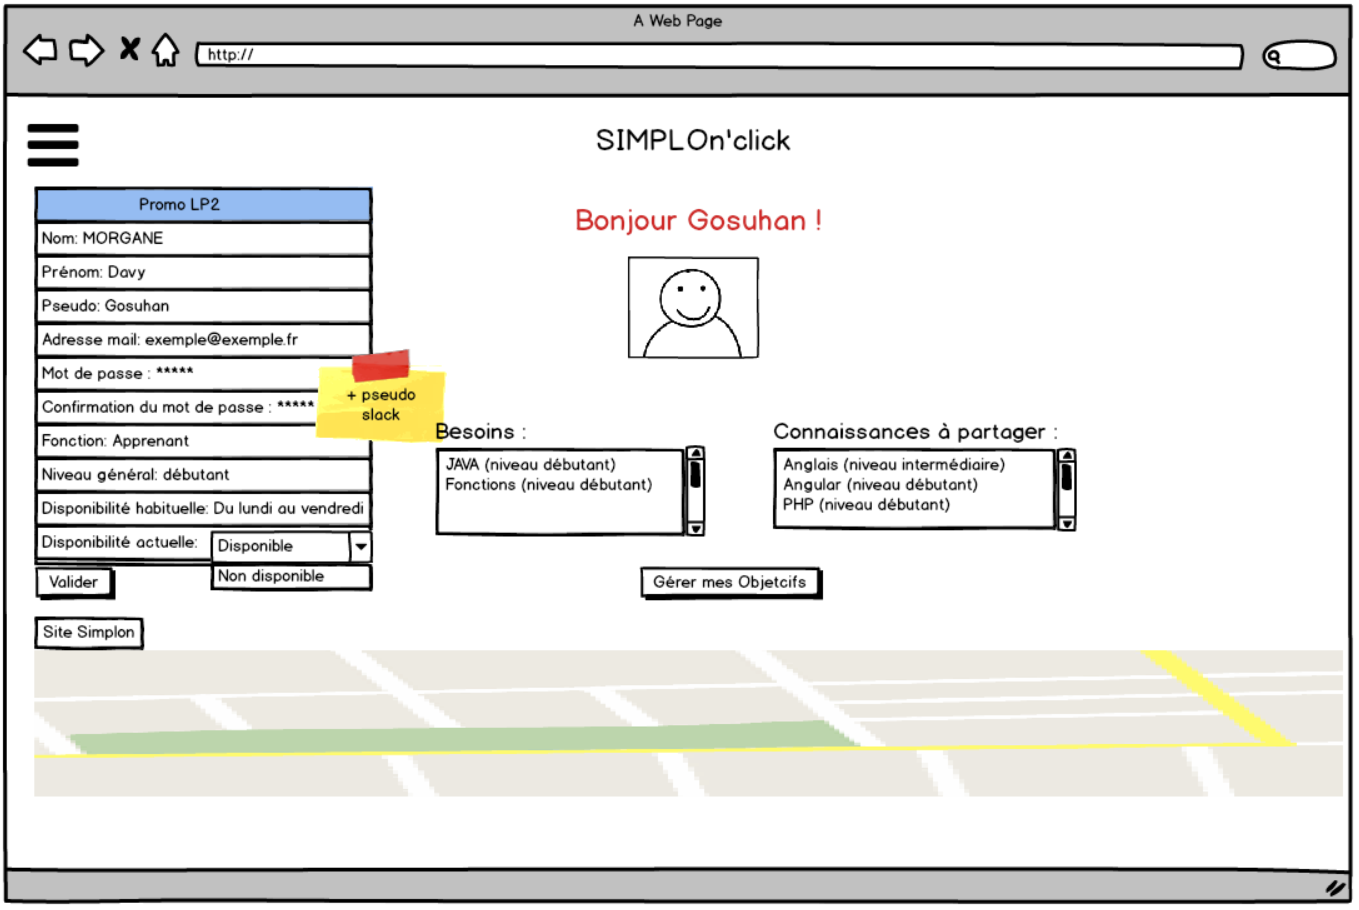 A Web Page
http://
SIMPLOn'click
Promo LP2
Nom: MORGANE
Prénom: Davy
Pseudo: Gosuhan
Adresse mail: exemple@exemple.fr
Mot de passe : *****
Confirmation du mot de passe : *****
Fonction: Apprenant
Niveau général: débutant
Disponibilité habituelle: Du lundi au vendredi
Disponibilité actuelle:
Disponible
Non disponible
Valider
+ pseudo
slack
Bonjour Gosuhan !
Besoins :
JAVA (niveau débutant)
Fonctions (niveau débutant)
Connaissances à partager :
Anglais (niveau intermédiaire)
Angular (niveau débutant)
PHP (niveau débutant)
Gérer mes Objetcifs
Site Simplon